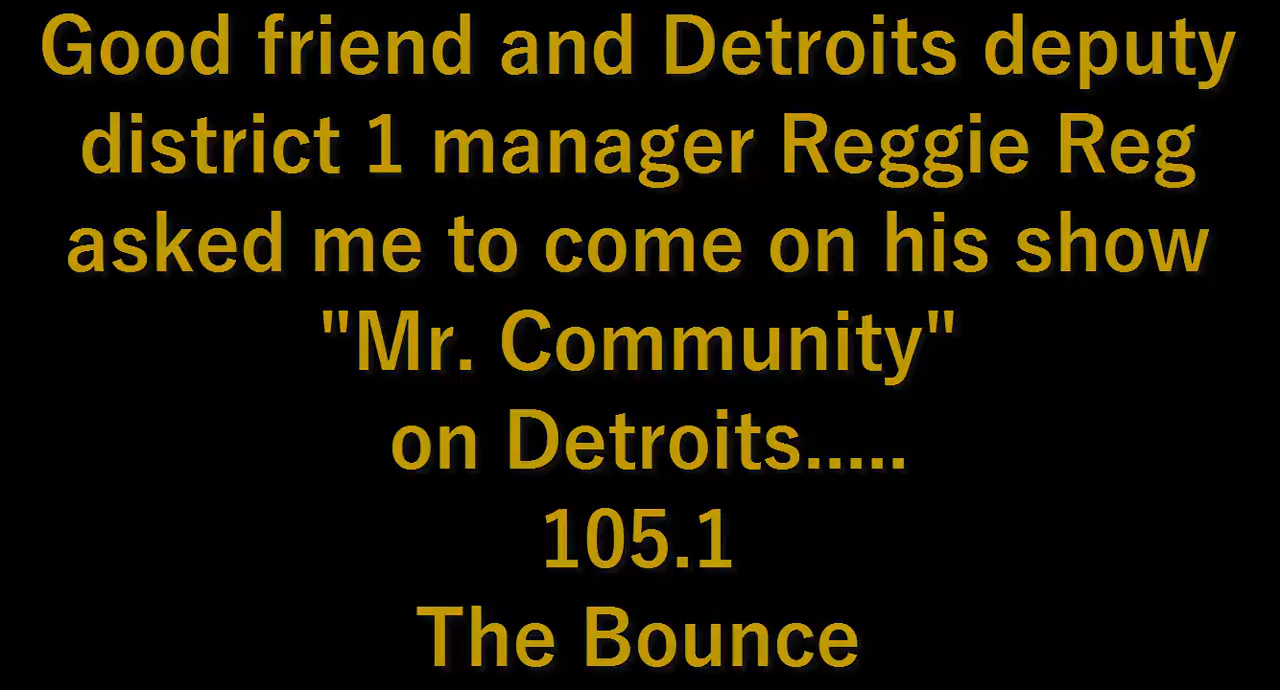 Good friend and Detroits deputy
district 1 manager Reggie Reg
asked me to come on his show
"Mr. Community"
on Detroits.....
105.1
The Bounce